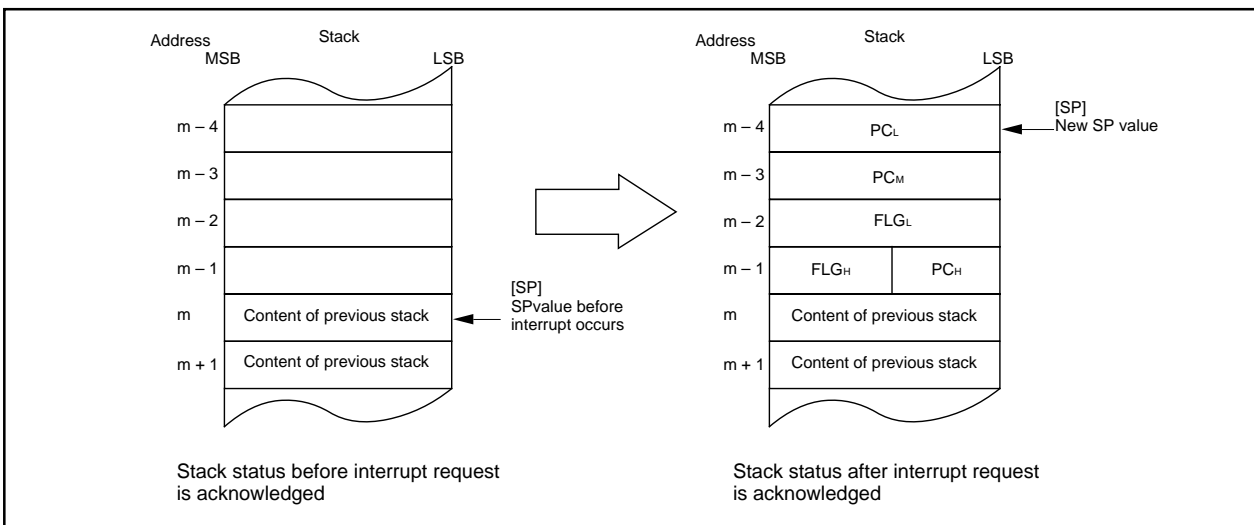 Address
MSB
Stack
LSB
m – 4
m – 3
m – 2
m – 1
m
Content of previous stack
m + 1
Content of previous stack
[SP]
SPvalue before
interrupt occurs
Stack status before interrupt request
is acknowledged
Address
MSB
Stack
LSB
m – 4
PCL
[SP]
New SP value
m – 3
PCM
m – 2
FLGL
m – 1
FLGH
PCH
m
Content of previous stack
m + 1
Content of previous stack
Stack status after interrupt request
is acknowledged